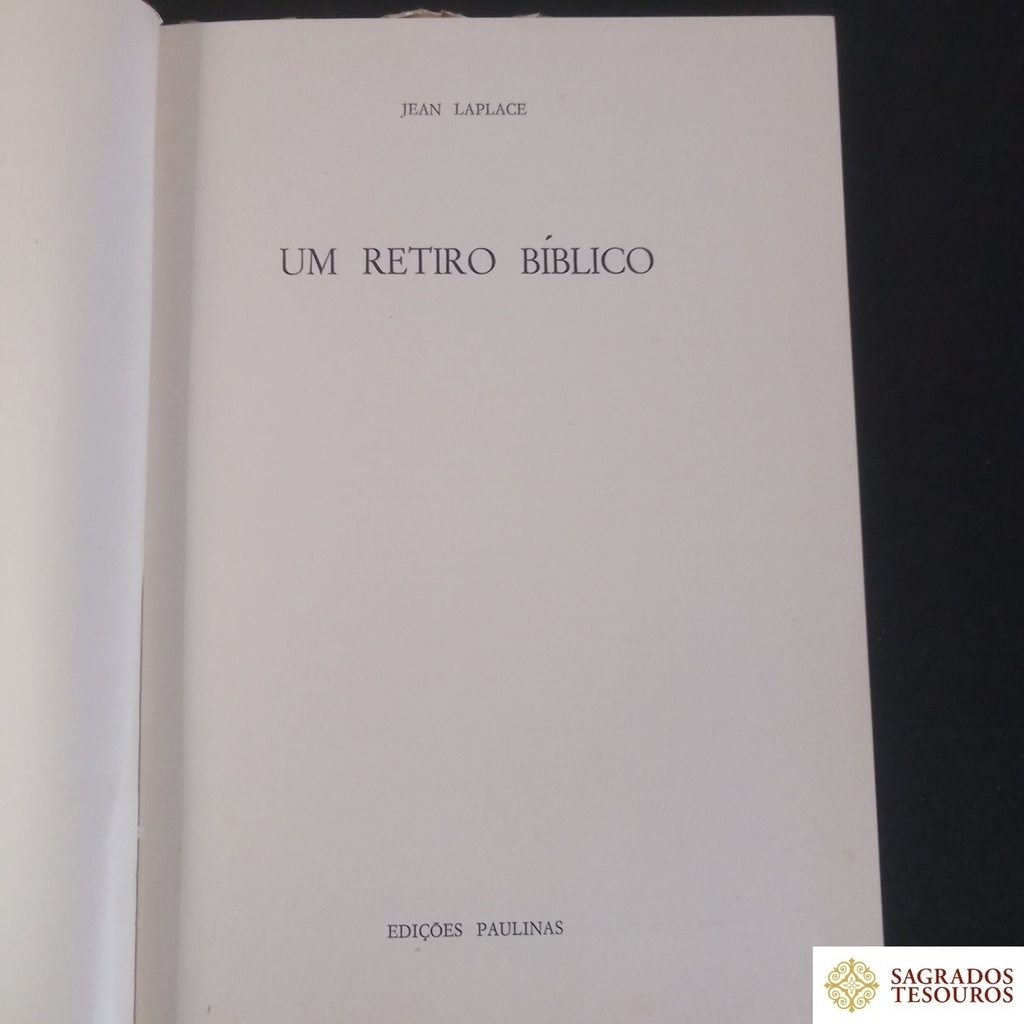 JEAN LAPLACE
UM RETIRO BÍBLICO
EDIÇÕES PAULINAS
SAGRADOS
TESOUROS